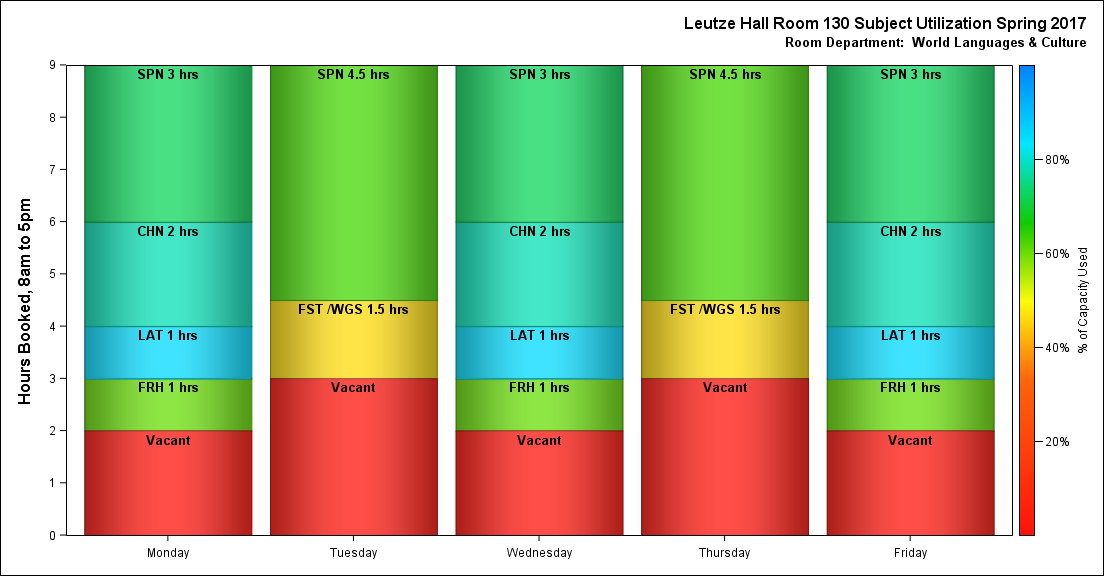 Leutze Hall Room 130 Subject Utilization Spring 2017
Room Department:  World Languages & Culture
Hours Booked, 8am to 5pm
9
8
7
6
5
4
3
2
1
0
SPN 3 hrs
CHN 2 hrs
LAT 1 hrs
FRH 1 hrs
Vacant
Monday
SPN 4.5 hrs
FST /WGS 1.5 hrs
Vacant
Tuesday
SPN 3 hrs
CHN 2 hrs
LAT 1 hrs
FRH 1 hrs
Vacant
Wednesday
SPN 4.5 hrs
FST /WGS 1.5 hrs
Vacant
Thursday
SPN 3 hrs
CHN 2 hrs
LAT 1 hrs
FRH 1 hrs
Vacant
Friday
80%
60%
40%
20%
% of Capacity Used